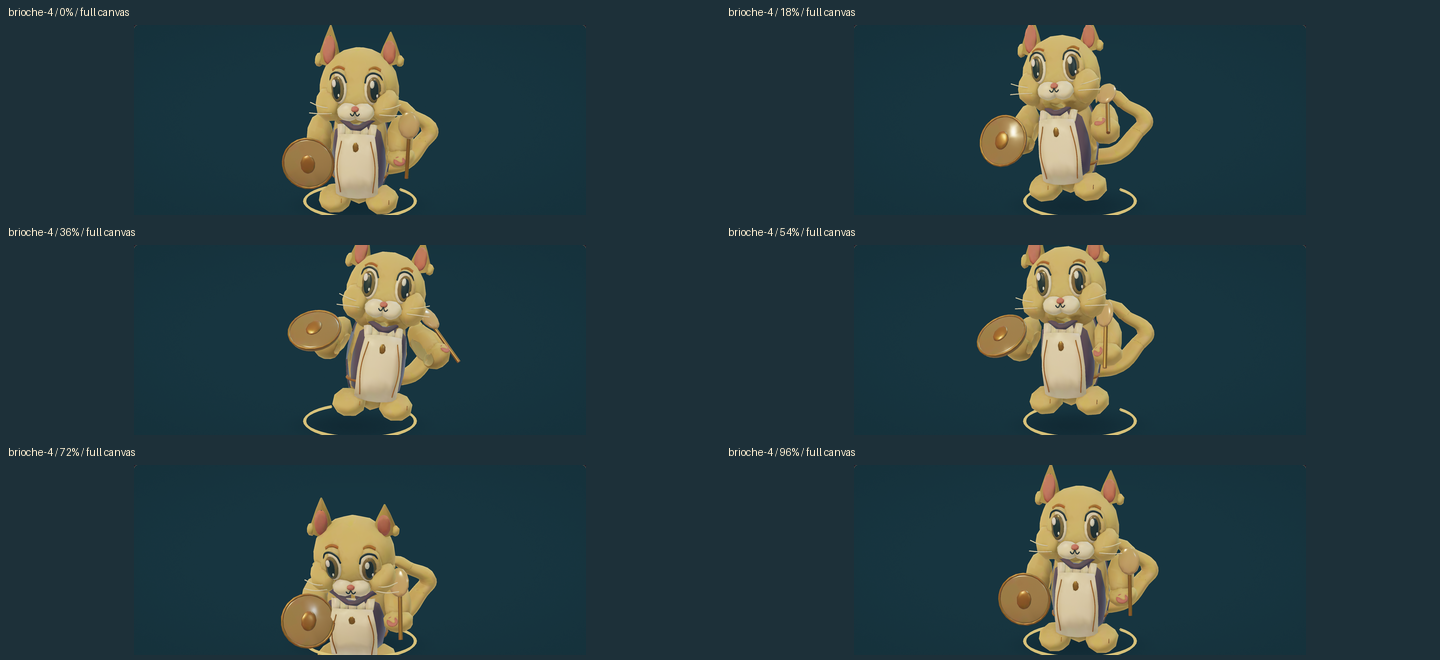 brioche-4 / 0% / full canvas
brioche-4 / 18% / full canvas
brioche-4 / 36% / full canvas
brioche-4 / 54% / full canvas
brioche-4 / 72% / full canvas
brioche-4 / 96% / full canvas